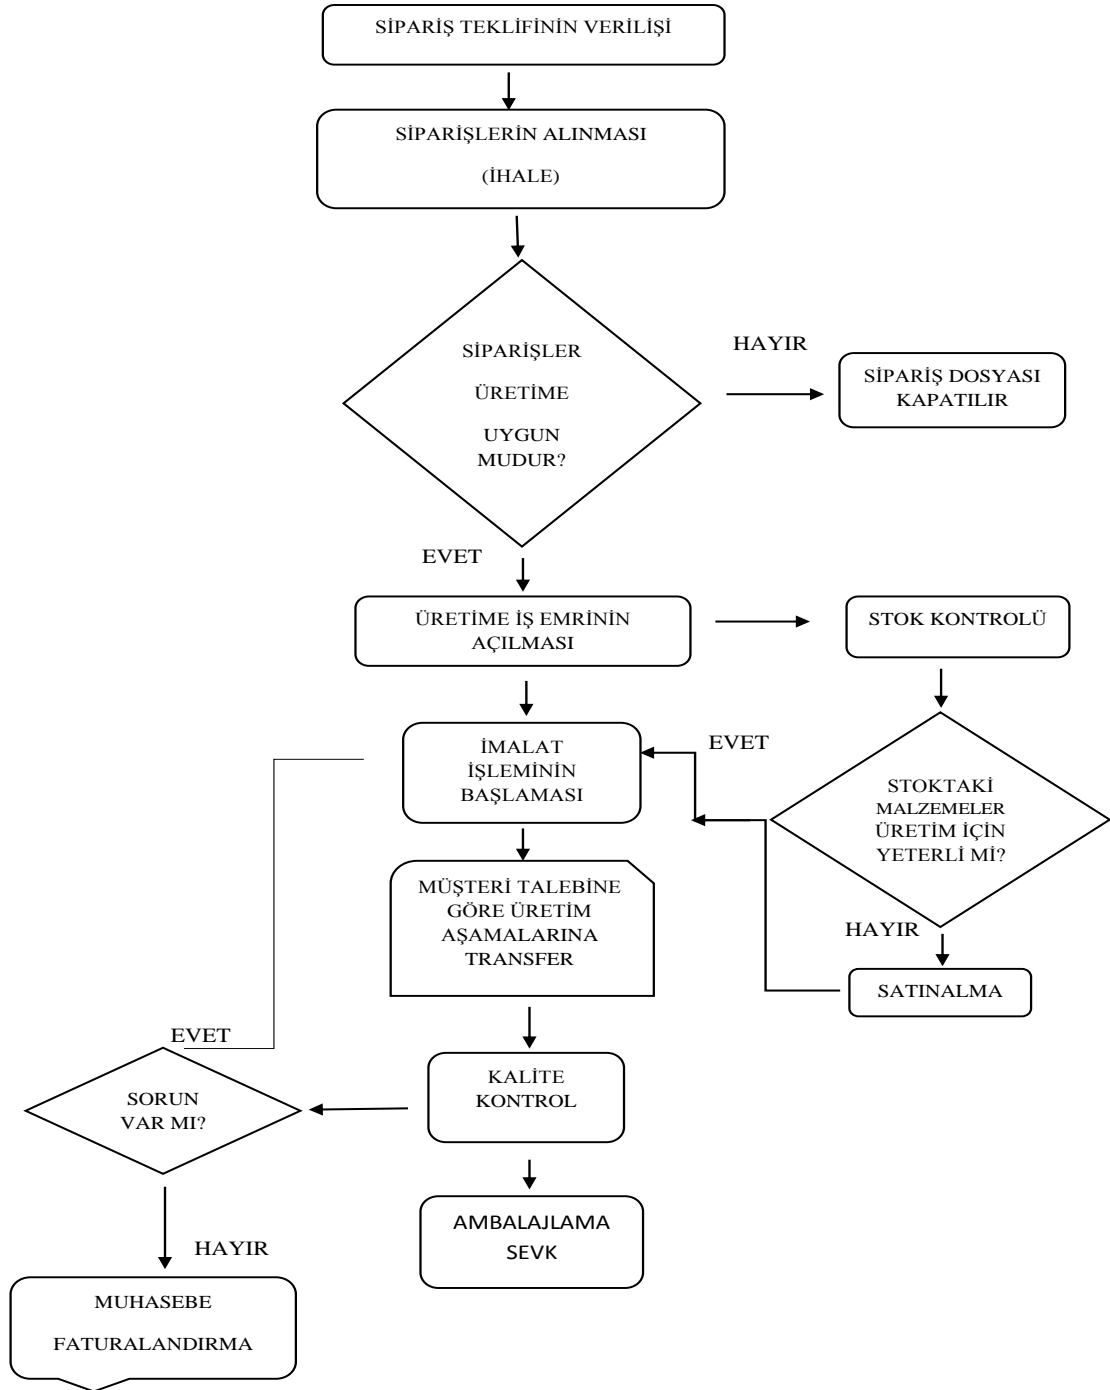 SİPARİŞ TEKLİFİNİN VERİLİŞİ
SİPARİŞLERİN ALINMASI
(İHALE)
SİPARİŞLER
ÜRETİME
UYGUN
MUDUR?
HAYIR
SİPARİŞ DOSYASI
KAPATILIR
EVET
ÜRETİME İŞ EMRİNİN
AÇILMASI
STOK KONTROLÜ
İMALAT
İŞLEMİNİN
BAŞLAMASI
EVET
STOKTAKİ
MALZEMELER
ÜRETİM İÇİN
YETERLİ Mİ?
MÜŞTERİ TALEBİNE
GÖRE ÜRETİM
AŞAMALARINA
TRANSFER
HAYIR
SATINALMA
EVET
SORUN
VAR MI?
KALİTE
KONTROL
AMBALAJLAMA
SEVK
HAYIR
MUHASEBE
FATURALANDIRMA